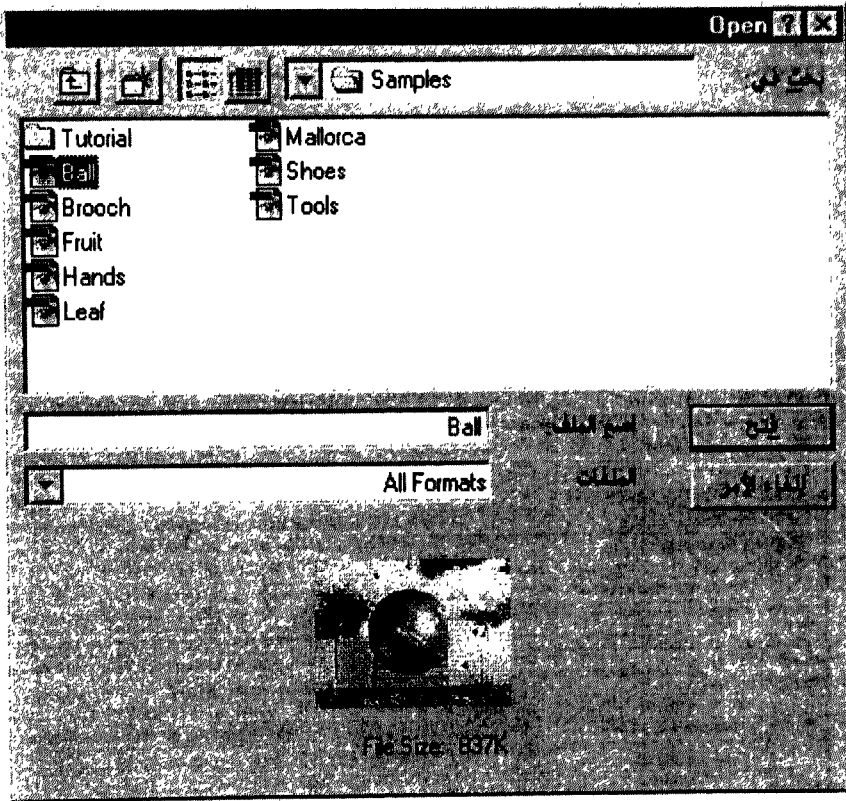 Open
بحث في: Samples
Tutorial
Ball
Brooch
Fruit
Hands
Leaf
Mallorca
Shoes
Tools
اسم الملف: Ball
فتح
الملفات All Formats
إلغاء الأمر
File Size: 837K